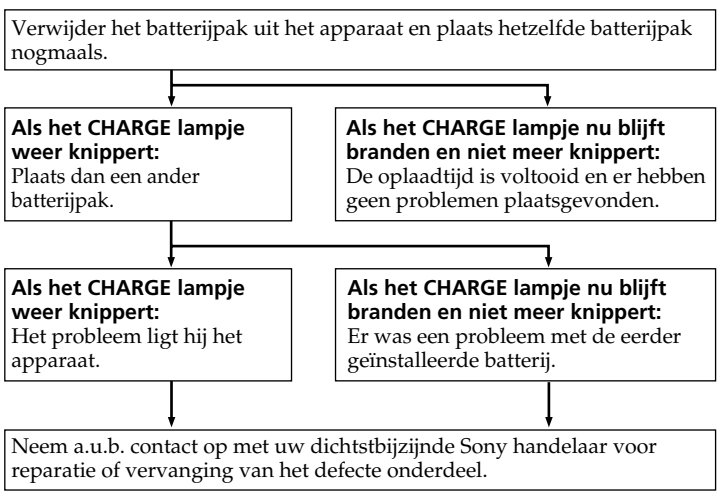 Verwijder het batterijpak uit het apparaat en plaats hetzelfde batterijpak
nogmaals.
Als het CHARGE lampje
weer knippert:
Plaats dan een ander
batterijpak.
Als het CHARGE lampje nu blijft
branden en niet meer knippert:
De oplaadtijd is voltooid en er hebben
geen problemen plaatsgevonden.
Als het CHARGE lampje
weer knippert:
Het probleem ligt hij het
apparaat.
Als het CHARGE lampje nu blijft
branden en niet meer knippert:
Er was een probleem met de eerder
geïnstalleerde batterij.
Neem a.u.b. contact op met uw dichtstbijzijnde Sony handelaar voor
reparatie of vervanging van het defecte onderdeel.